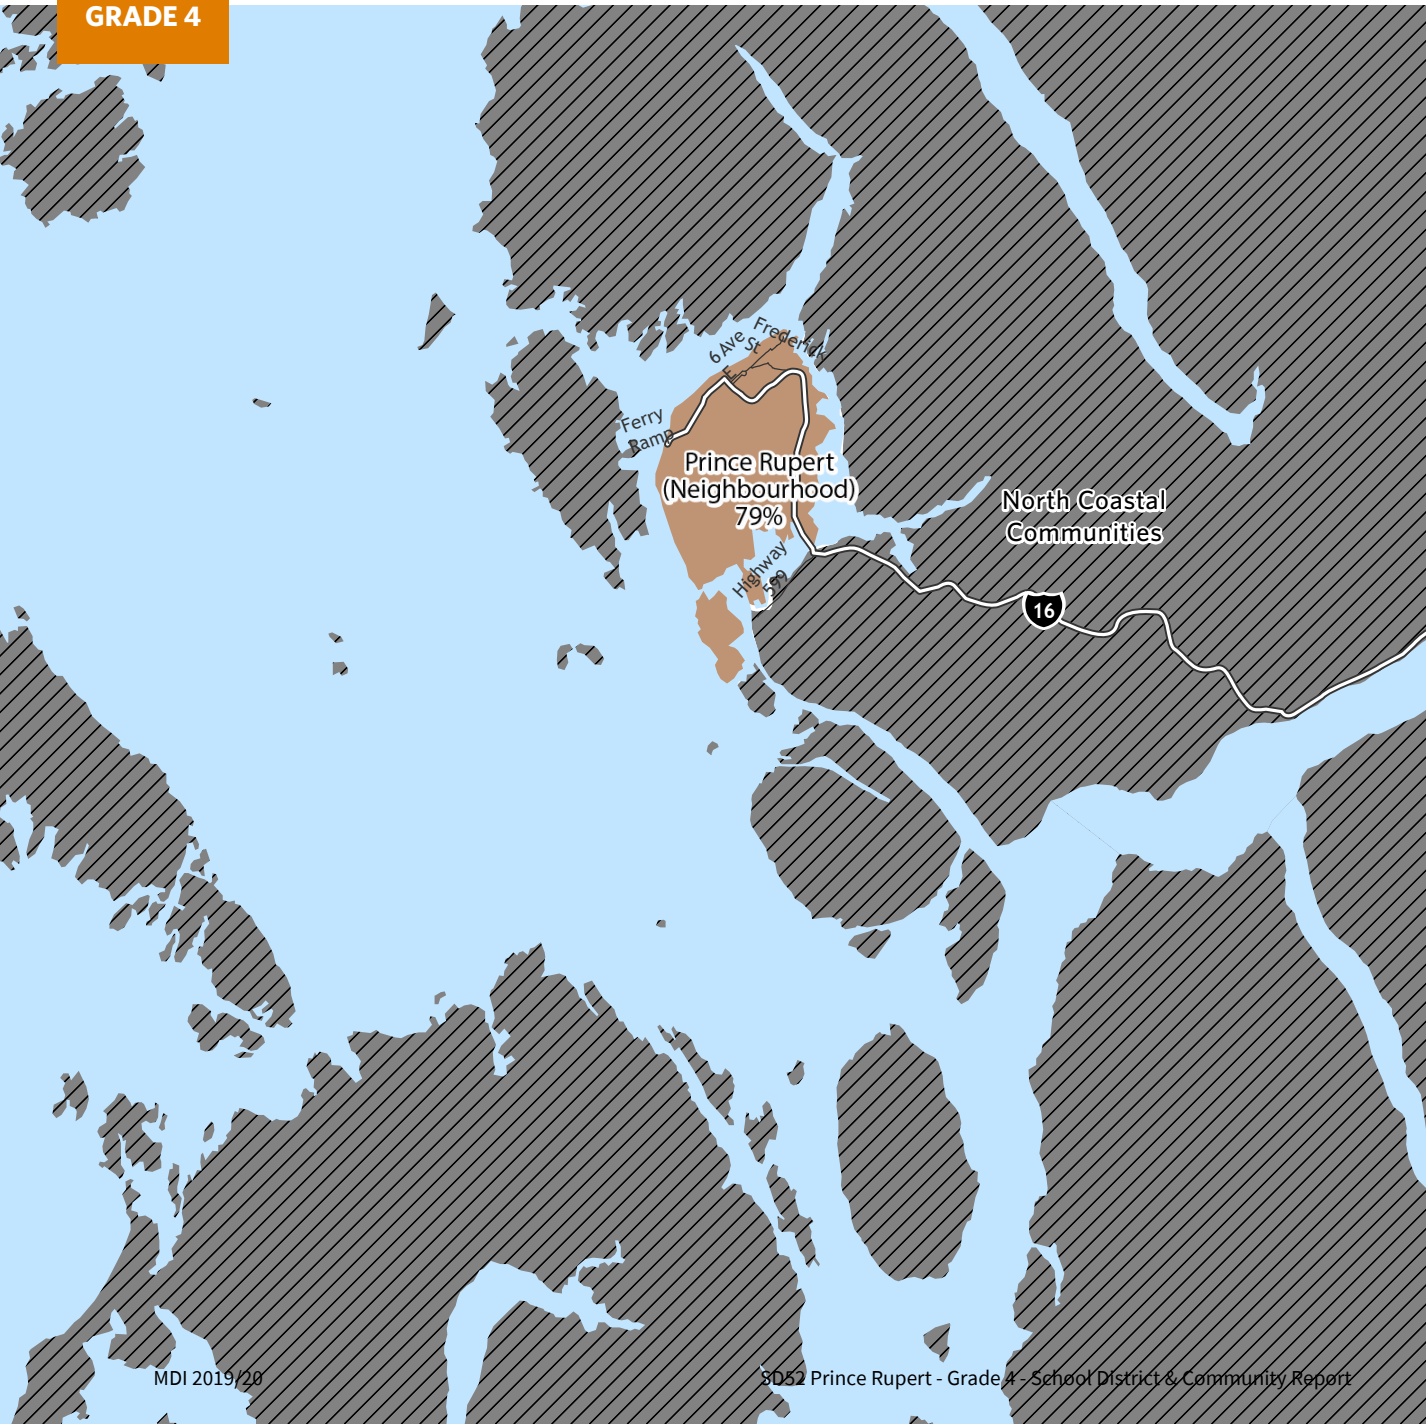 GRADE 4
Frederick
St
6 Ave
E
Ferry
Ramp
Prince Rupert
(Neighbourhood)
79%
North Coastal
Communities
Highway
599
16
MDI 2019/20
SD52 Prince Rupert - Grade 4 - School District & Community Report